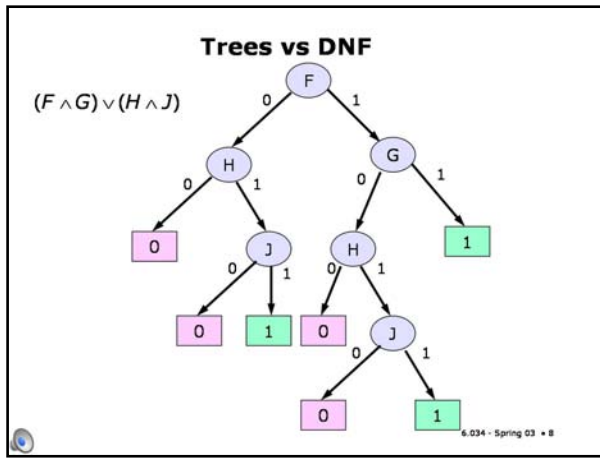 Trees vs DNF
(F ∧ G) ∨ (H ∧ J)
F
0 1
H G
0 1 0 1
0 J H 1
0 1 0 1
0 1 0 J
0 1
0 1
6.034 - Spring 03 • 8